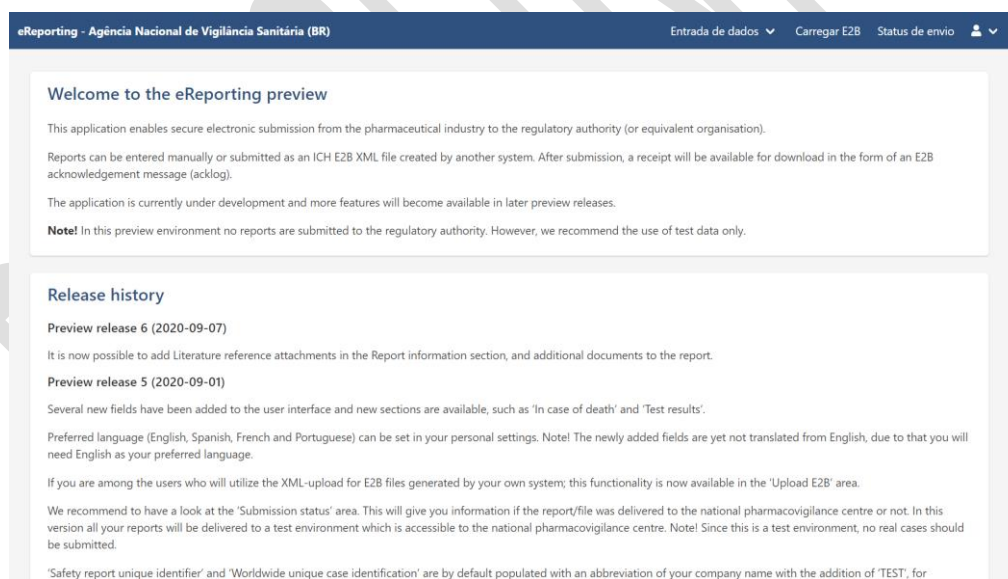 eReporting - Agência Nacional de Vigilância Sanitária (BR)
Entrada de dados
Carregar E2B
Status de envio
Welcome to the eReporting preview
This application enables secure electronic submission from the pharmaceutical industry to the regulatory authority (or equivalent organisation).
Reports can be entered manually or submitted as an ICH E2B XML file created by another system. After submission, a receipt will be available for download in the form of an E2B
acknowledgement message (acklog).
The application is currently under development and more features will become available in later preview releases.
Note! In this preview environment no reports are submitted to the regulatory authority. However, we recommend the use of test data only.
Release history
Preview release 6 (2020-09-07)
It is now possible to add Literature reference attachments in the Report information section, and additional documents to the report.
Preview release 5 (2020-09-01)
Several new fields have been added to the user interface and new sections are available, such as 'In case of death' and 'Test results'.
Preferred language (English, Spanish, French and Portuguese) can be set in your personal settings. Note! The newly added fields are yet not translated from English, due to that you will
need English as your preferred language.
If you are among the users who will utilize the XML-upload for E2B files generated by your own system; this functionality is now available in the 'Upload E2B' area.
We recommend to have a look at the 'Submission status' area. This will give you information if the report/file was delivered to the national pharmacovigilance centre or not. In this
version all your reports will be delivered to a test environment which is accessible to the national pharmacovigilance centre. Note! Since this is a test environment, no real cases should
be submitted.
'Safety report unique identifier' and 'Worldwide unique case identification' are by default populated with an abbreviation of your company name with the addition of 'TEST', for